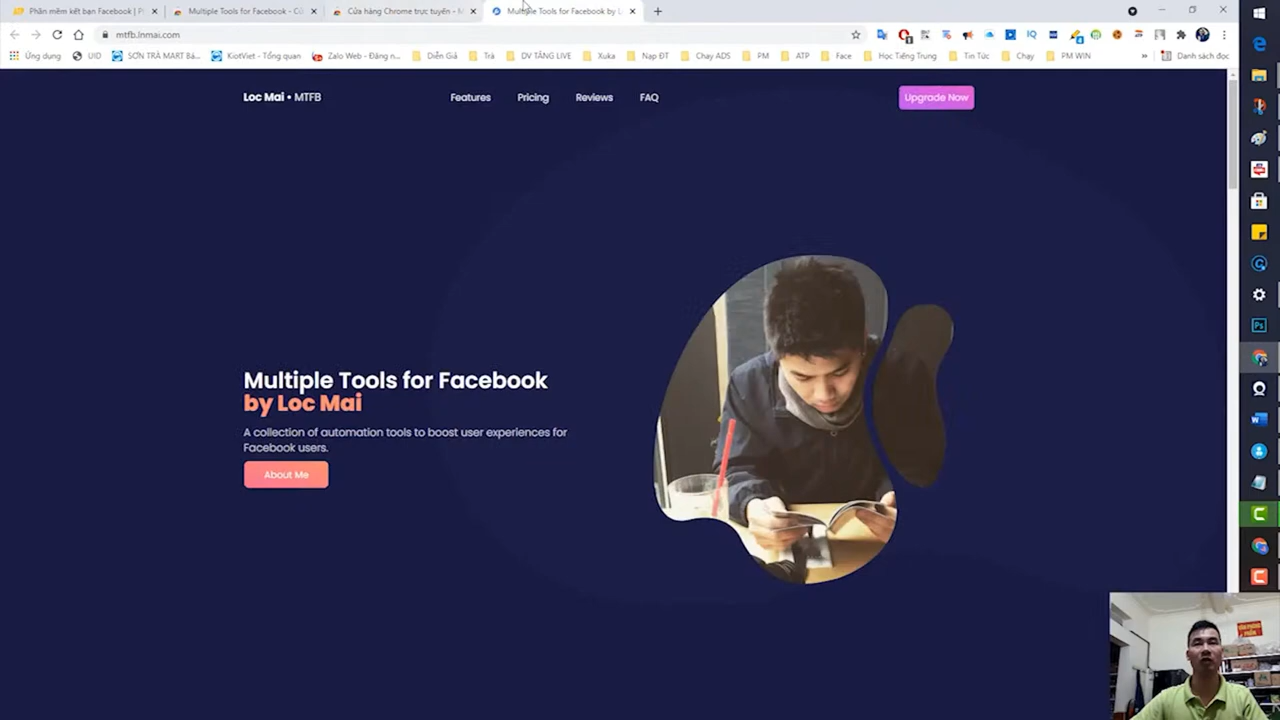 Phần mềm kết bạn Facebook | P
Multiple Tools for Facebook - Cử
Cửa hàng Chrome trực tuyến - M
Multiple Tools for Facebook by L
mtfb.lnmai.com
Ứng dụng
UID
SƠN TRÀ MART Bá...
KiotViet - Tổng quan
Zalo Web - Đăng n...
Diễn Giả
Trà
DV TĂNG LIVE
Xuka
Nạp ĐT
Chạy ADS
PM
ATP
Face
Học Tiếng Trung
Tin Tức
Chạy
PM WIN
Danh sách đọc
Loc Mai • MTFB
Features
Pricing
Reviews
FAQ
Upgrade Now
Multiple Tools for Facebook
by Loc Mai
A collection of automation tools to boost user experiences for
Facebook users.
About Me